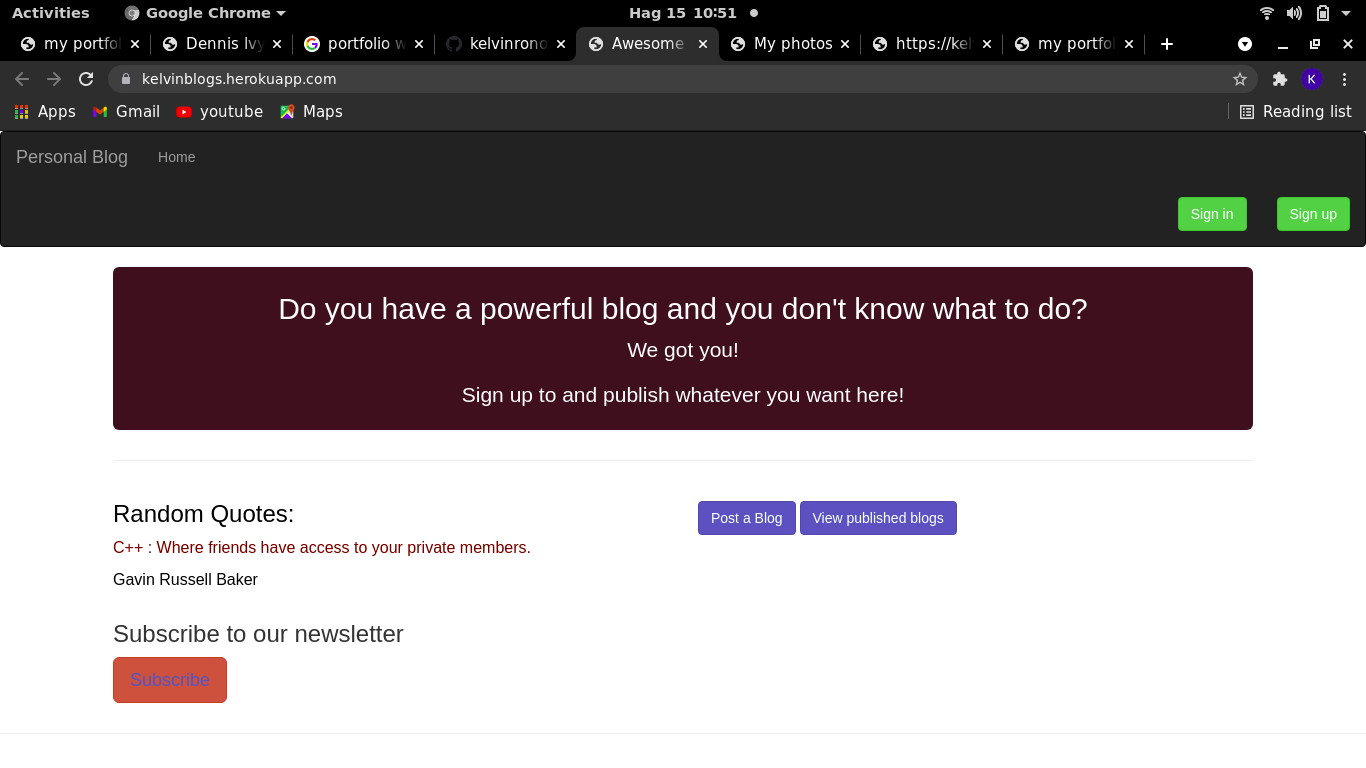 Activities Google Chrome Hag 15 10:51
my portfol Dennis Ivy portfolio w kelvinrono Awesome My photos https://kel my portfol
kelvinblogs.herokuapp.com K
Apps Gmail youtube Maps Reading list
Personal Blog Home
Sign in Sign up
Do you have a powerful blog and you don't know what to do?
We got you!
Sign up to and publish whatever you want here!
Random Quotes:
Post a Blog View published blogs
C++ : Where friends have access to your private members.
Gavin Russell Baker
Subscribe to our newsletter
Subscribe